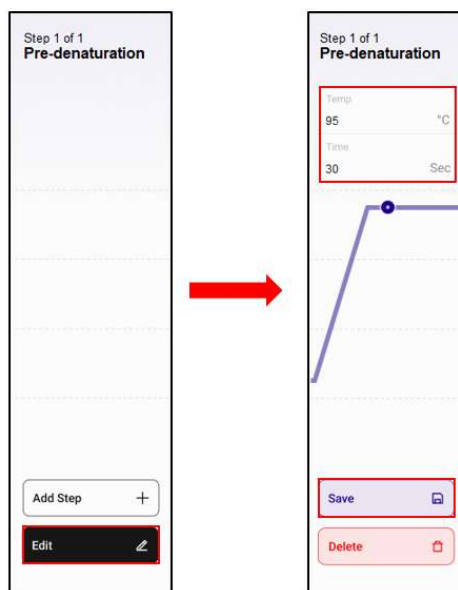 Step 1 of 1
Pre-denaturation
Add Step
Edit
Step 1 of 1
Pre-denaturation
Temp
95 °C
Time
30 Sec
Save
Delete